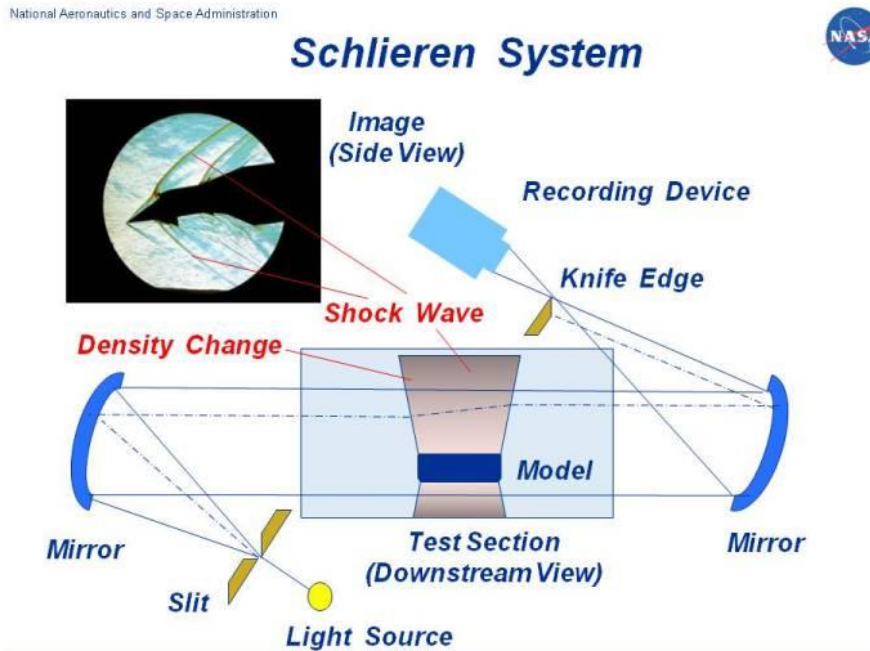 National Aeronautics and Space Administration
NASA
Schlieren System
Image
(Side View)
Recording Device
Knife Edge
Shock Wave
Density Change
Model
Mirror
Test Section
(Downstream View)
Mirror
Slit
Light Source